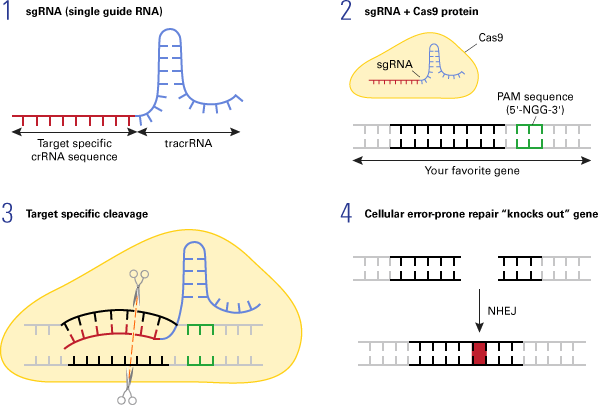 1 sgRNA (single guide RNA)
Target specific
crRNA sequence
tracrRNA
2 sgRNA + Cas9 protein
Cas9
sgRNA
PAM sequence
(5'-NGG-3')
Your favorite gene
3 Target specific cleavage
4 Cellular error-prone repair “knocks out” gene
NHEJ